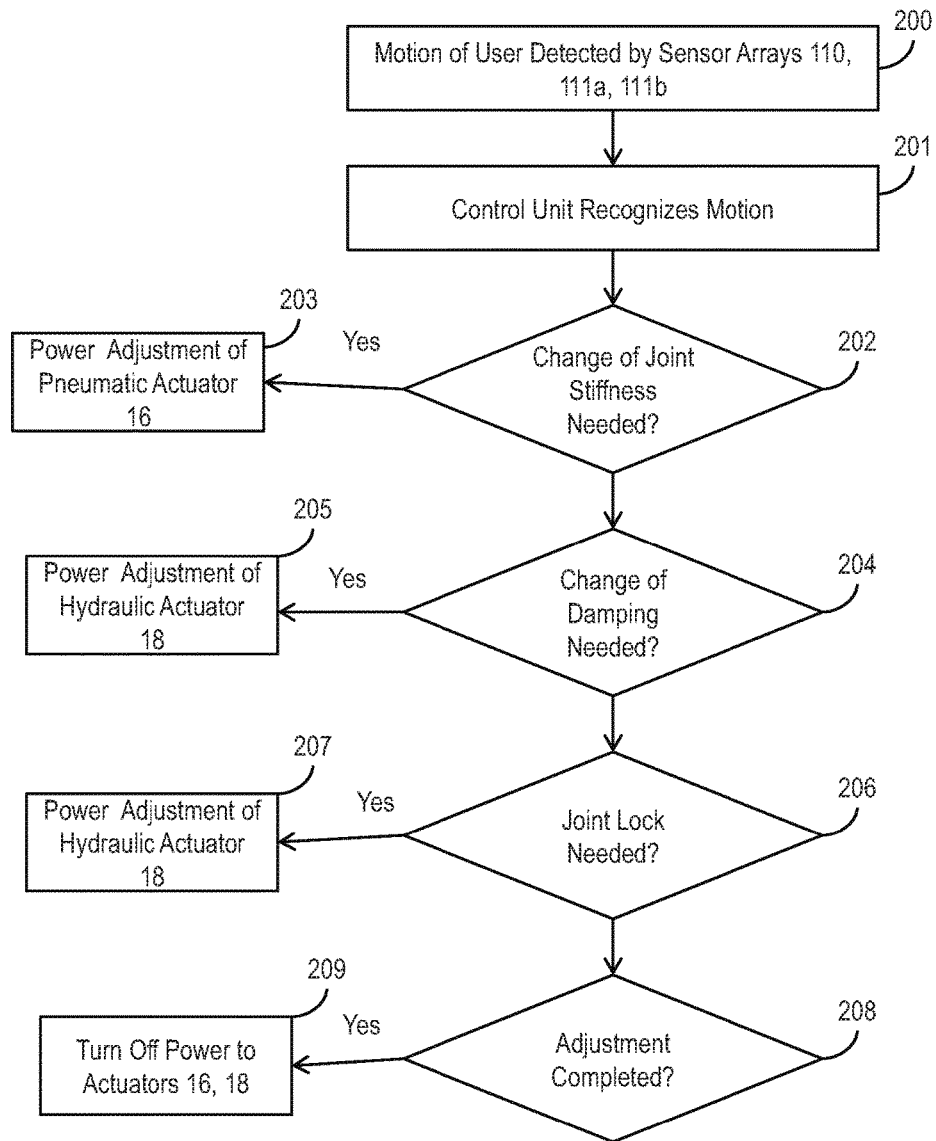 200
Motion of User Detected by Sensor Arrays 110,
111a, 111b
201
Control Unit Recognizes Motion
203
Power Adjustment of
Pneumatic Actuator
16
Yes
Change of Joint
Stiffness
Needed?
202
205
Power Adjustment of
Hydraulic Actuator
18
Yes
Change of
Damping
Needed?
204
207
Power Adjustment of
Hydraulic Actuator
18
Yes
Joint Lock
Needed?
206
209
Turn Off Power to
Actuators 16, 18
Yes
Adjustment
Completed?
208